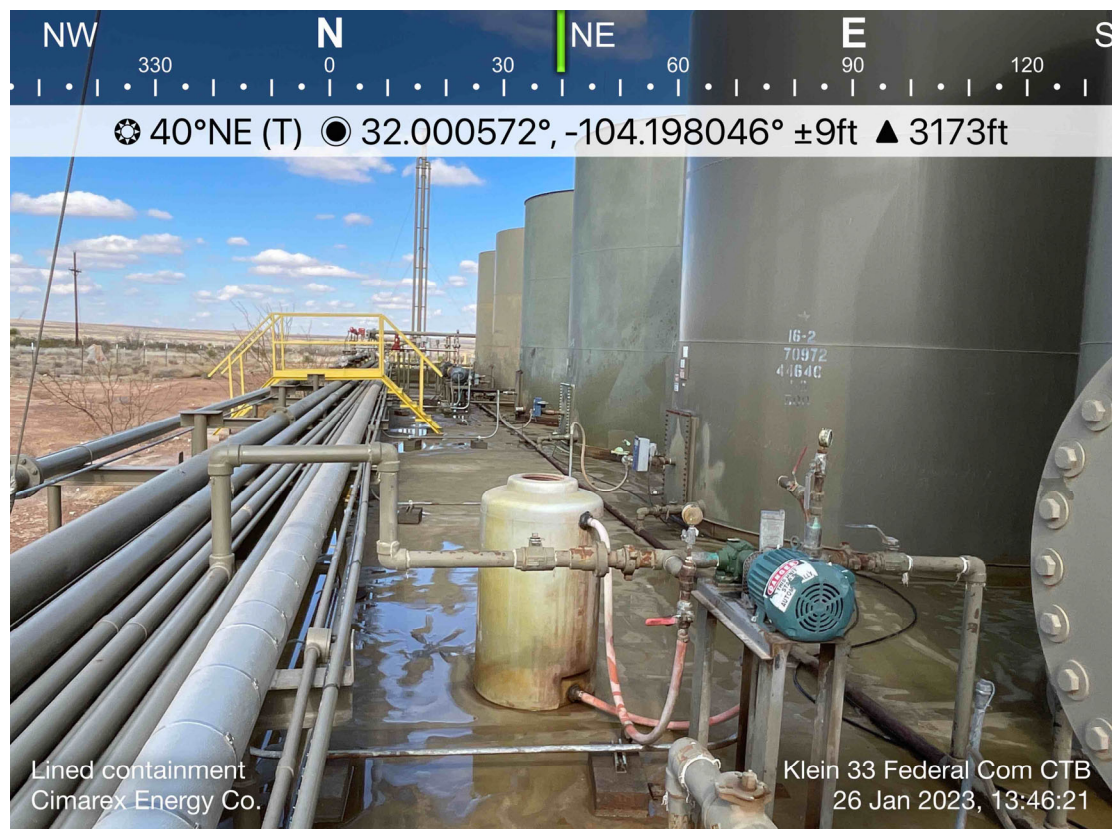 NW N NE E S
330 0 30 60 90 120
40°NE (T) 32.000572°, -104.198046° ±9ft ▲ 3173ft
16-2
70972
DANGER
Lined containment
Cimarex Energy Co.
Klein 33 Federal Com CTB
26 Jan 2023, 13:46:21